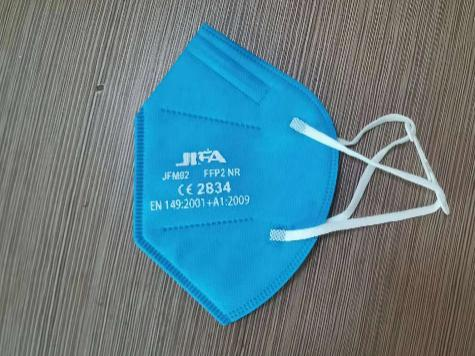 JIFA
JFM02 FFP2 NR
CE 2834
EN 149:2001+A1:2009